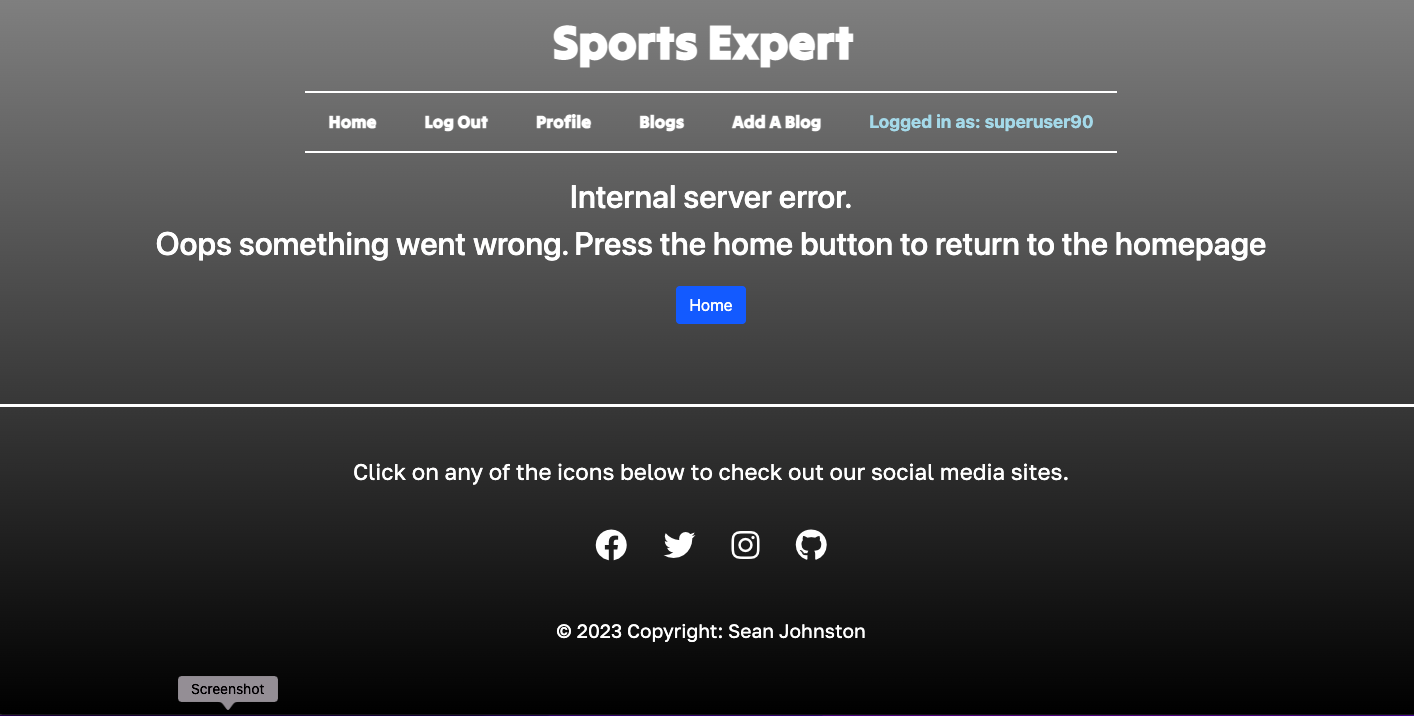 Sports Expert
Home Log Out Profile Blogs Add A Blog Logged in as: superuser90
Internal server error.
Oops something went wrong. Press the home button to return to the homepage
Home
Click on any of the icons below to check out our social media sites.
© 2023 Copyright: Sean Johnston
Screenshot